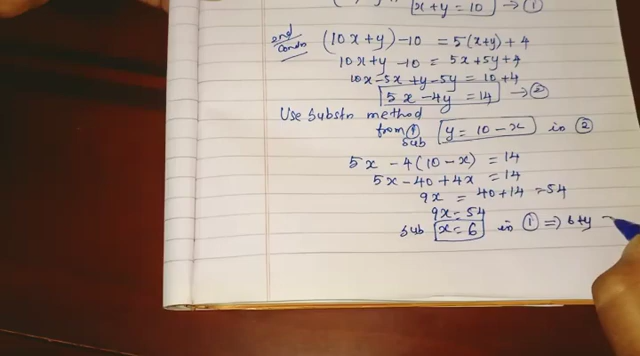 x+y=10 → ①
2nd Condn (10x+y)-10 = 5(x+y)+4
10x+y-10 = 5x+5y+4
10x-5x+y-5y = 10+4
5x-4y = 14 → ②
Use Substn method
from ① sub y = 10-x in ②
5x - 4(10-x) = 14
5x - 40+4x = 14
9x = 40+14 = 54
9x = 54
Sub x=6 in ① => 6+y =